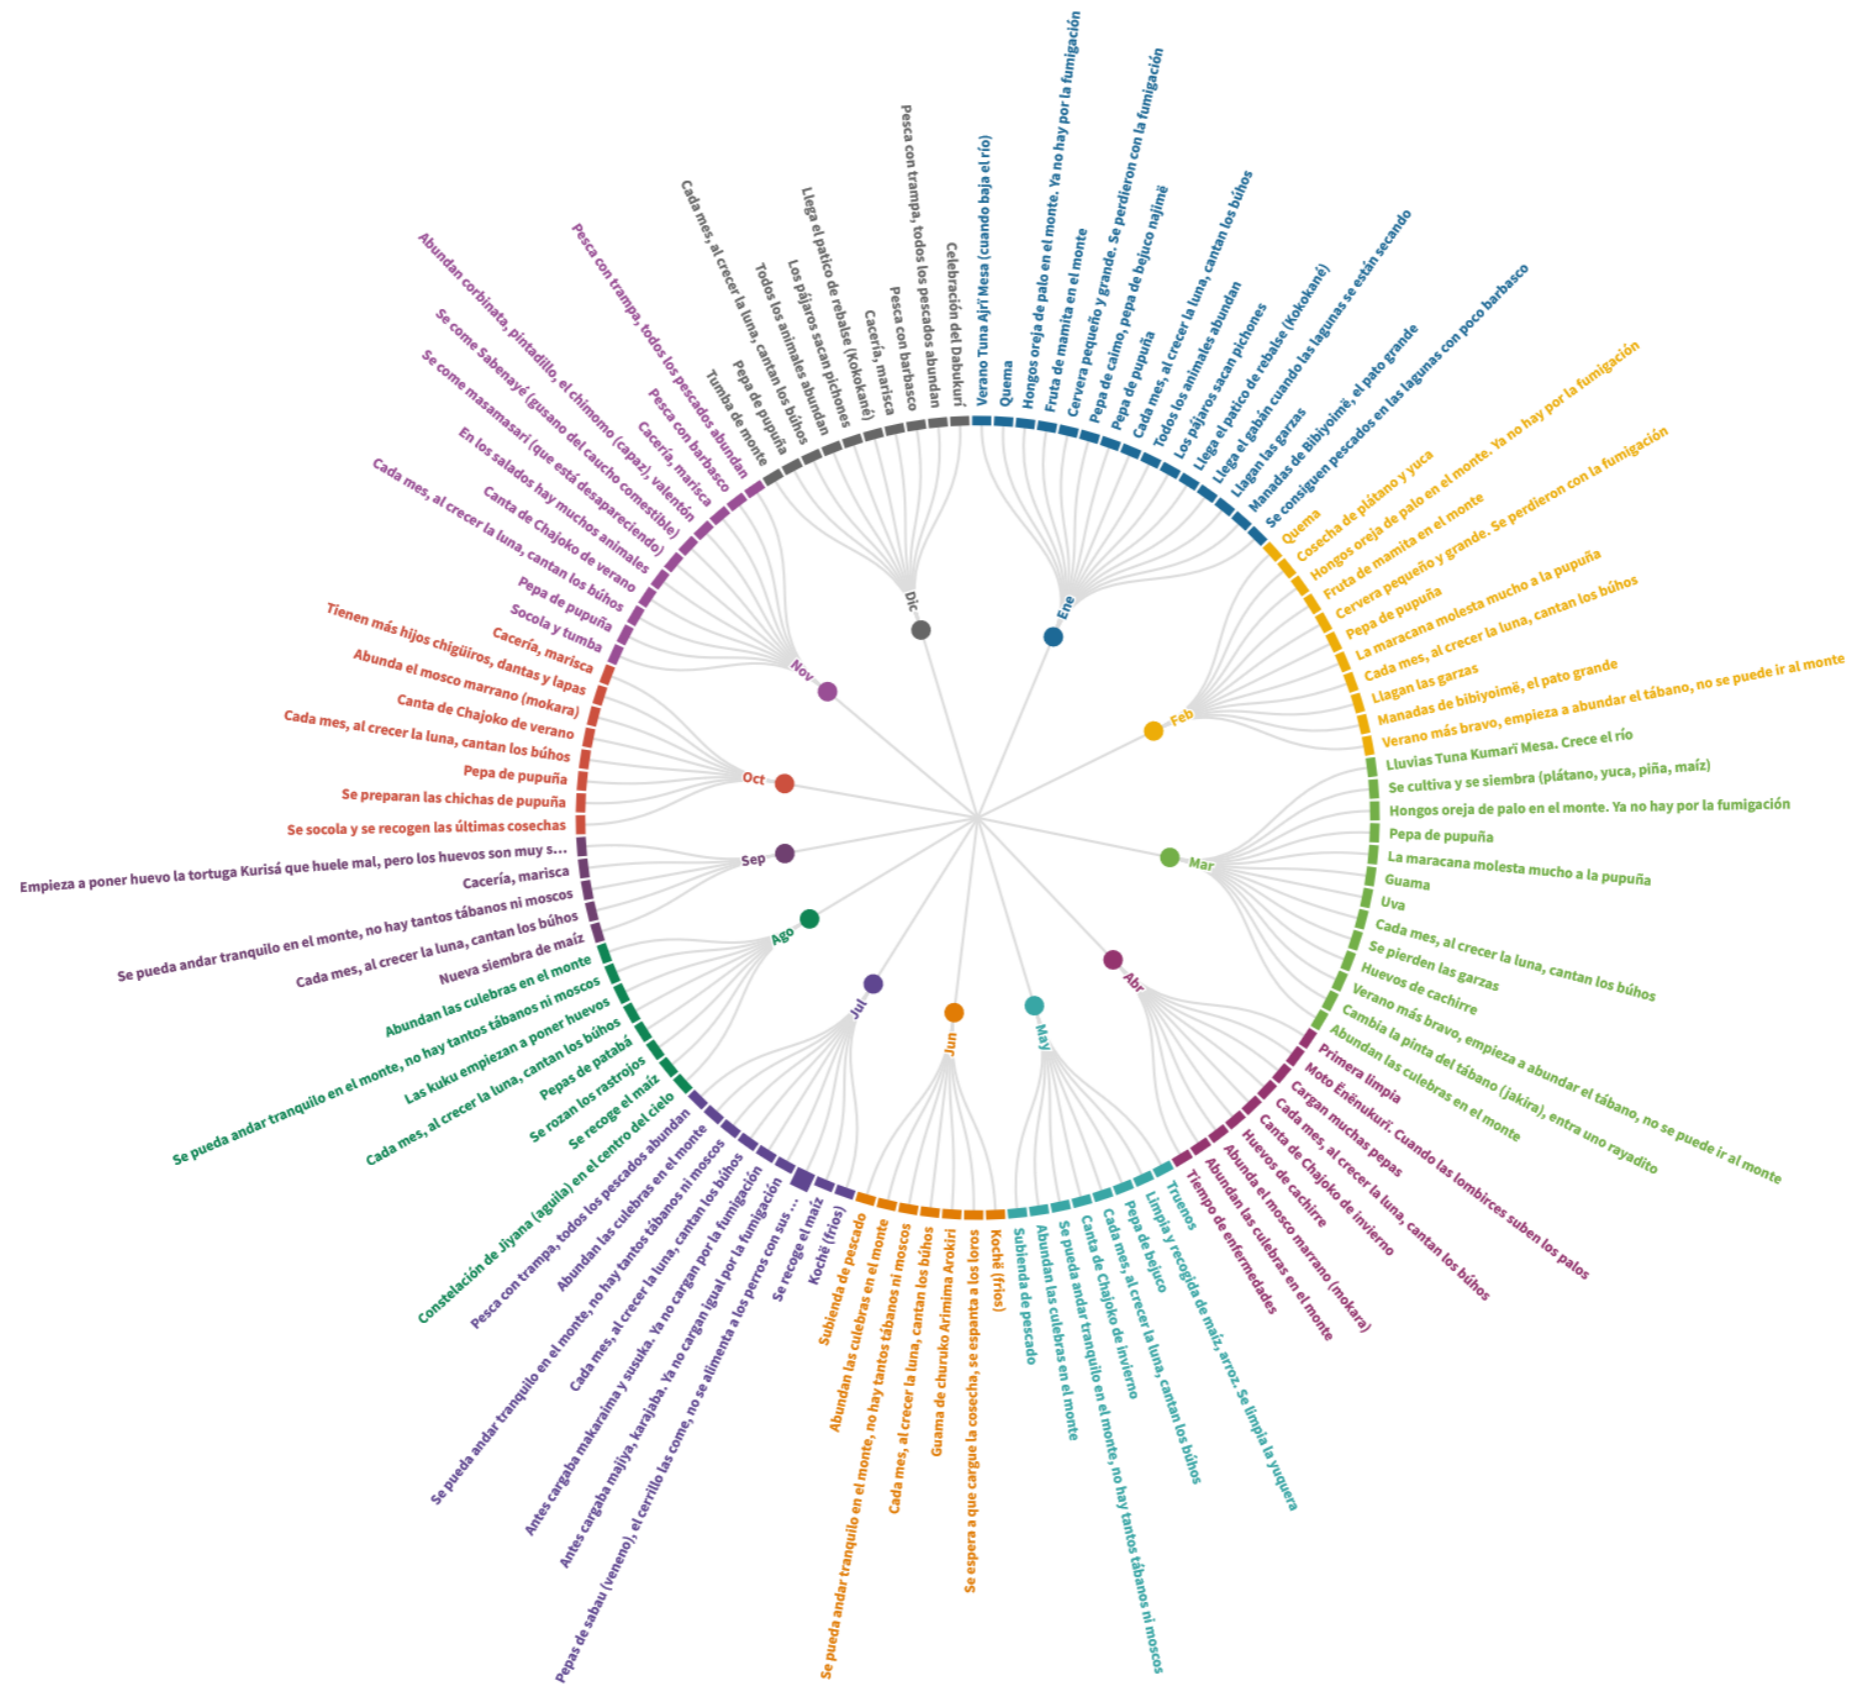 Ene
Verano Tuna Ajrï Mesa (cuando baja el río)
Quema
Hongos oreja de palo en el monte. Ya no hay por la fumigación
Fruta de mamita en el monte
Cervera pequeño y grande. Se perdieron con la fumigación
Pepa de caimo, pepa de bejuco najimë
Pepa de pupuña
Cada mes, al crecer la luna, cantan los búhos
Todos los animales abundan
Los pájaros sacan pichones
Llega el patico de rebalse (Kokokané)
Llega el gabán cuando las lagunas se están secando
Llagan las garzas
Manadas de Bibiyoimë, el pato grande
Se consiguen pescados en las lagunas con poco barbasco
Feb
Quema
Cosecha de plátano y yuca
Hongos oreja de palo en el monte. Ya no hay por la fumigación
Fruta de mamita en el monte
Cervera pequeño y grande. Se perdieron con la fumigación
Pepa de pupuña
La maracana molesta mucho a la pupuña
Cada mes, al crecer la luna, cantan los búhos
Llagan las garzas
Manadas de bibiyoimë, el pato grande
Verano más bravo, empieza a abundar el tábano, no se puede ir al monte
Mar
Lluvias Tuna Kumarï Mesa. Crece el río
Se cultiva y se siembra (plátano, yuca, piña, maíz)
Hongos oreja de palo en el monte. Ya no hay por la fumigación
Pepa de pupuña
La maracana molesta mucho a la pupuña
Guama
Uva
Cada mes, al crecer la luna, cantan los búhos
Se pierden las garzas
Huevos de cachirre
Verano más bravo, empieza a abundar el tábano, no se puede ir al monte
Cambia la pinta del tábano (jakira), entra uno rayadito
Abundan las culebras en el monte
Abr
Primera limpia
Moto Ënënukurï. Cuando las lombirces suben los palos
Cargan muchas pepas
Cada mes, al crecer la luna, cantan los búhos
Canta de Chajoko de invierno
Huevos de cachirre
Abunda el mosco marrano (mokara)
Abundan las culebras en el monte
Tiempo de enfermedades
May
Truenos
Limpia y recogida de maíz, arroz. Se limpia la yuquera
Pepa de bejuco
Cada mes, al crecer la luna, cantan los búhos
Canta de Chajoko de invierno
Se pueda andar tranquilo en el monte, no hay tantos tábanos ni moscos
Abundan las culebras en el monte
Subienda de pescado
Jun
Kochë (frios)
Se espera a que cargue la cosecha, se espanta a los loros
Guama de churuko Arimima Arokiri
Cada mes, al crecer la luna, cantan los búhos
Se pueda andar tranquilo en el monte, no hay tantos tábanos ni moscos
Abundan las culebras en el monte
Subienda de pescado
Jul
Kochë (frios)
Se recoge el maíz
Pepas de sabau (veneno), el cerrillo las come, no se alimenta a los perros con sus ...
Antes cargaba majiya, karajaba. Ya no cargan igual por la fumigación
Antes cargaba makaraima y susuka. Ya no cargan por la fumigación
Cada mes, al crecer la luna, cantan los búhos
Se pueda andar tranquilo en el monte, no hay tantos tábanos ni moscos
Abundan las culebras en el monte
Pesca con trampa, todos los pescados abundan
Ago
Constelación de Jiyana (aguila) en el centro del cielo
Se recoge el maíz
Se rozan los rastrojos
Pepas de patabá
Cada mes, al crecer la luna, cantan los búhos
Las kuku empiezan a poner huevos
Se pueda andar tranquilo en el monte, no hay tantos tábanos ni moscos
Abundan las culebras en el monte
Sep
Nueva siembra de maíz
Cada mes, al crecer la luna, cantan los búhos
Se pueda andar tranquilo en el monte, no hay tantos tábanos ni moscos
Cacería, marisca
Empieza a poner huevo la tortuga Kurisá que huele mal, pero los huevos son muy s...
Oct
Se socola y se recogen las últimas cosechas
Se preparan las chichas de pupuña
Pepa de pupuña
Cada mes, al crecer la luna, cantan los búhos
Canta de Chajoko de verano
Abunda el mosco marrano (mokara)
Tienen más hijos chigüiros, dantas y lapas
Cacería, marisca
Nov
Socola y tumba
Pepa de pupuña
Cada mes, al crecer la luna, cantan los búhos
Canta de Chajoko de verano
En los salados hay muchos animales
Se come masamasari (que está desapareciendo)
Se come Sabenayé (gusano del caucho comestible)
Abundan corbinata, pintadillo, el chimomo (capaz), valentón
Cacería, marisca
Pesca con barbasco
Pesca con trampa, todos los pescados abundan
Dic
Tumba de monte
Pepa de pupuña
Cada mes, al crecer la luna, cantan los búhos
Todos los animales abundan
Los pájaros sacan pichones
Llega el patico de rebalse (Kokokané)
Cacería, marisca
Pesca con barbasco
Pesca con trampa, todos los pescados abundan
Celebración del Dabukurí